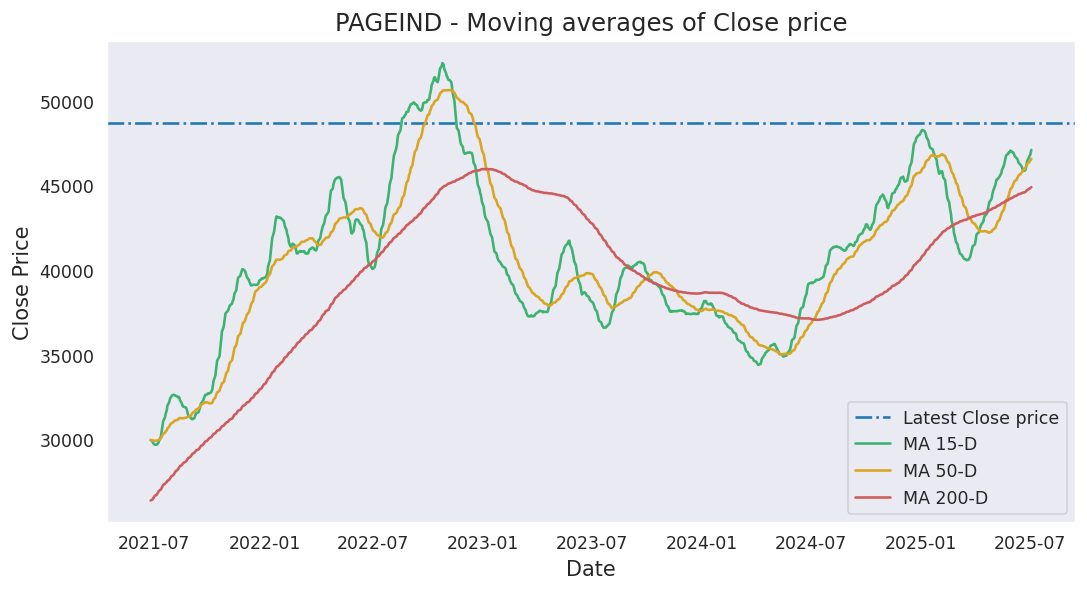 PAGEIND - Moving averages of Close price
50000
45000
40000
35000
30000
Close Price
Latest Close price
MA 15-D
MA 50-D
MA 200-D
2021-07 2022-01 2022-07 2023-01 2023-07 2024-01 2024-07 2025-01 2025-07
Date